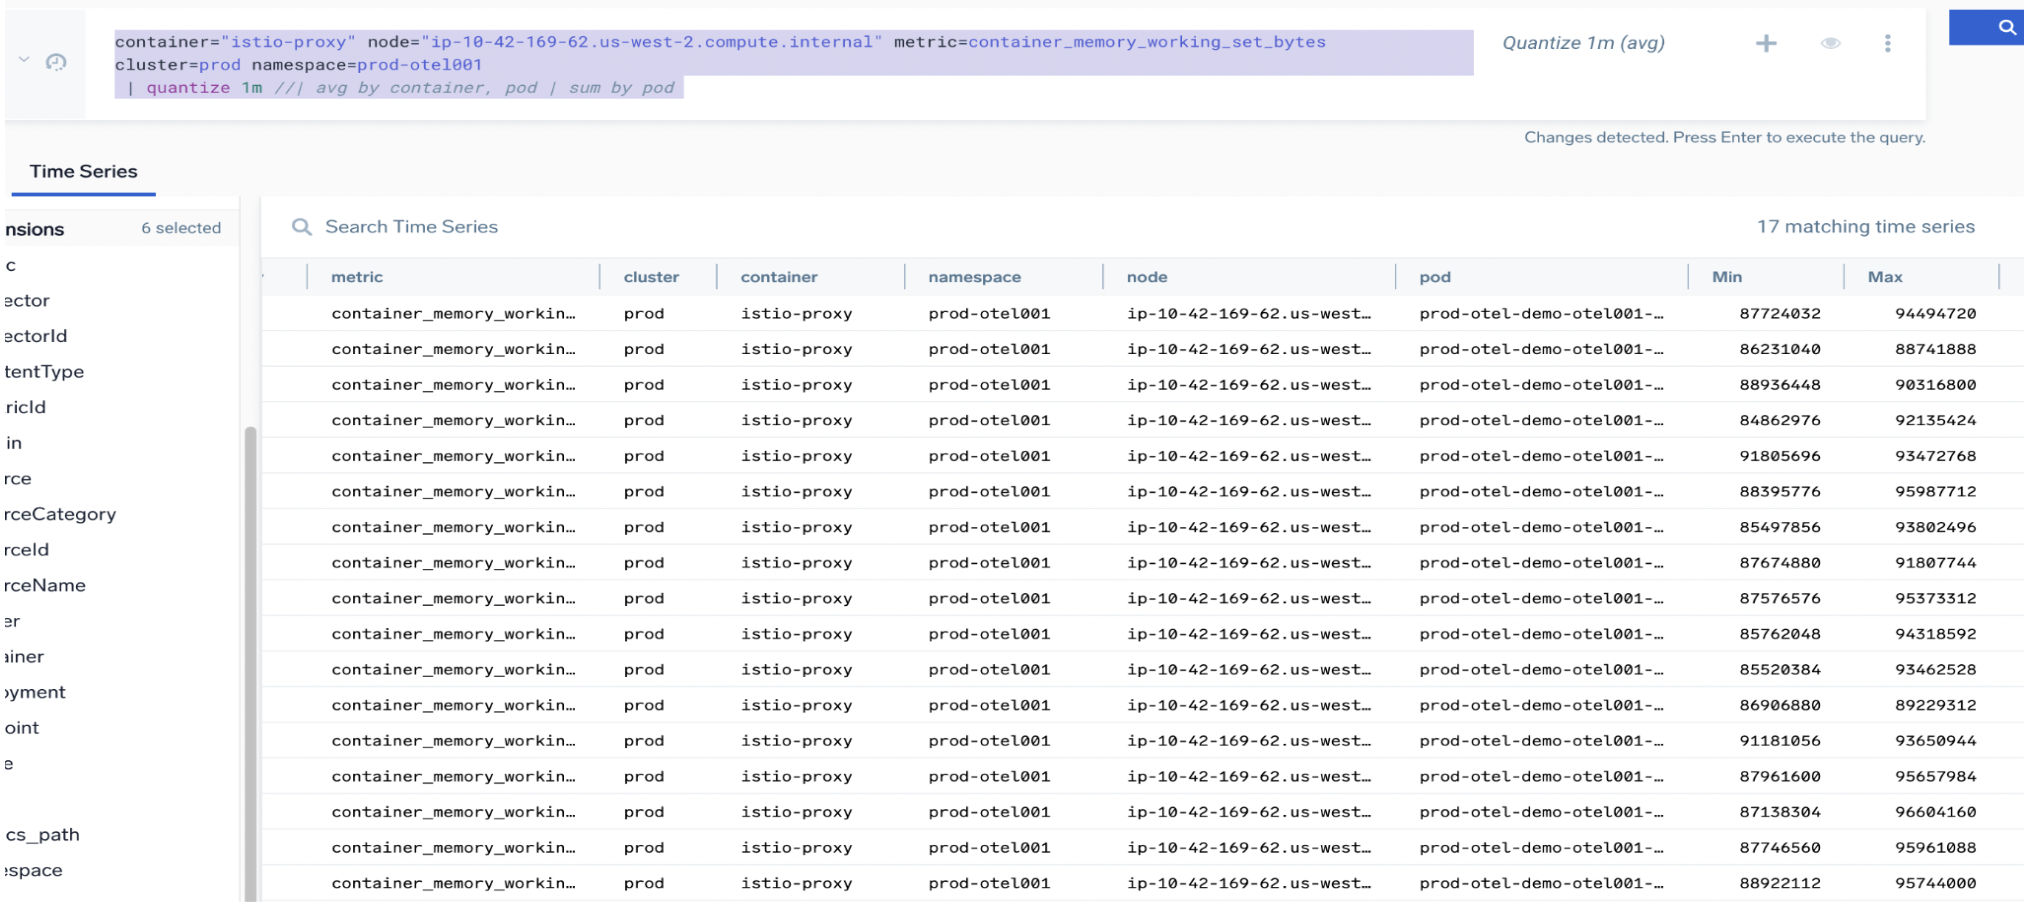 container="istio-proxy" node="ip-10-42-169-62.us-west-2.compute.internal" metric=container_memory_working_set_bytes
cluster=prod namespace=prod-otel001
| quantize 1m //| avg by container, pod | sum by pod
Quantize 1m (avg)
Changes detected. Press Enter to execute the query.
Time Series
nsions 6 selected
c
ector
ectorId
tentType
ricId
in
rce
rceCategory
rceId
rceName
er
ainer
oyment
oint
e
cs_path
espace
Search Time Series 17 matching time series
metric cluster container namespace node pod Min Max
container_memory_workin… prod istio-proxy prod-otel001 ip-10-42-169-62.us-west… prod-otel-demo-otel001-… 87724032 94494720
container_memory_workin… prod istio-proxy prod-otel001 ip-10-42-169-62.us-west… prod-otel-demo-otel001-… 86231040 88741888
container_memory_workin… prod istio-proxy prod-otel001 ip-10-42-169-62.us-west… prod-otel-demo-otel001-… 88936448 90316800
container_memory_workin… prod istio-proxy prod-otel001 ip-10-42-169-62.us-west… prod-otel-demo-otel001-… 84862976 92135424
container_memory_workin… prod istio-proxy prod-otel001 ip-10-42-169-62.us-west… prod-otel-demo-otel001-… 91805696 93472768
container_memory_workin… prod istio-proxy prod-otel001 ip-10-42-169-62.us-west… prod-otel-demo-otel001-… 88395776 95987712
container_memory_workin… prod istio-proxy prod-otel001 ip-10-42-169-62.us-west… prod-otel-demo-otel001-… 85497856 93802496
container_memory_workin… prod istio-proxy prod-otel001 ip-10-42-169-62.us-west… prod-otel-demo-otel001-… 87674880 91807744
container_memory_workin… prod istio-proxy prod-otel001 ip-10-42-169-62.us-west… prod-otel-demo-otel001-… 87576576 95373312
container_memory_workin… prod istio-proxy prod-otel001 ip-10-42-169-62.us-west… prod-otel-demo-otel001-… 85762048 94318592
container_memory_workin… prod istio-proxy prod-otel001 ip-10-42-169-62.us-west… prod-otel-demo-otel001-… 85520384 93462528
container_memory_workin… prod istio-proxy prod-otel001 ip-10-42-169-62.us-west… prod-otel-demo-otel001-… 86906880 89229312
container_memory_workin… prod istio-proxy prod-otel001 ip-10-42-169-62.us-west… prod-otel-demo-otel001-… 91181056 93650944
container_memory_workin… prod istio-proxy prod-otel001 ip-10-42-169-62.us-west… prod-otel-demo-otel001-… 87961600 95657984
container_memory_workin… prod istio-proxy prod-otel001 ip-10-42-169-62.us-west… prod-otel-demo-otel001-… 87138304 96604160
container_memory_workin… prod istio-proxy prod-otel001 ip-10-42-169-62.us-west… prod-otel-demo-otel001-… 87746560 95961088
container_memory_workin… prod istio-proxy prod-otel001 ip-10-42-169-62.us-west… prod-otel-demo-otel001-… 88922112 95744000